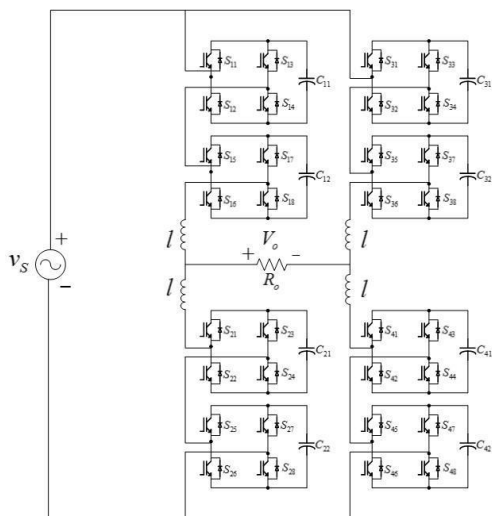 S11 S13 C11 S31 S33 C31
S12 S14 S32 S34
S15 S17 C12 S35 S37 C32
S16 S18 S36 S38
l Vo l
+ −
vS + − Ro
l l
S21 S23 C21 S41 S43 C41
S22 S24 S42 S44
S25 S27 C22 S45 S47 C42
S26 S28 S46 S48